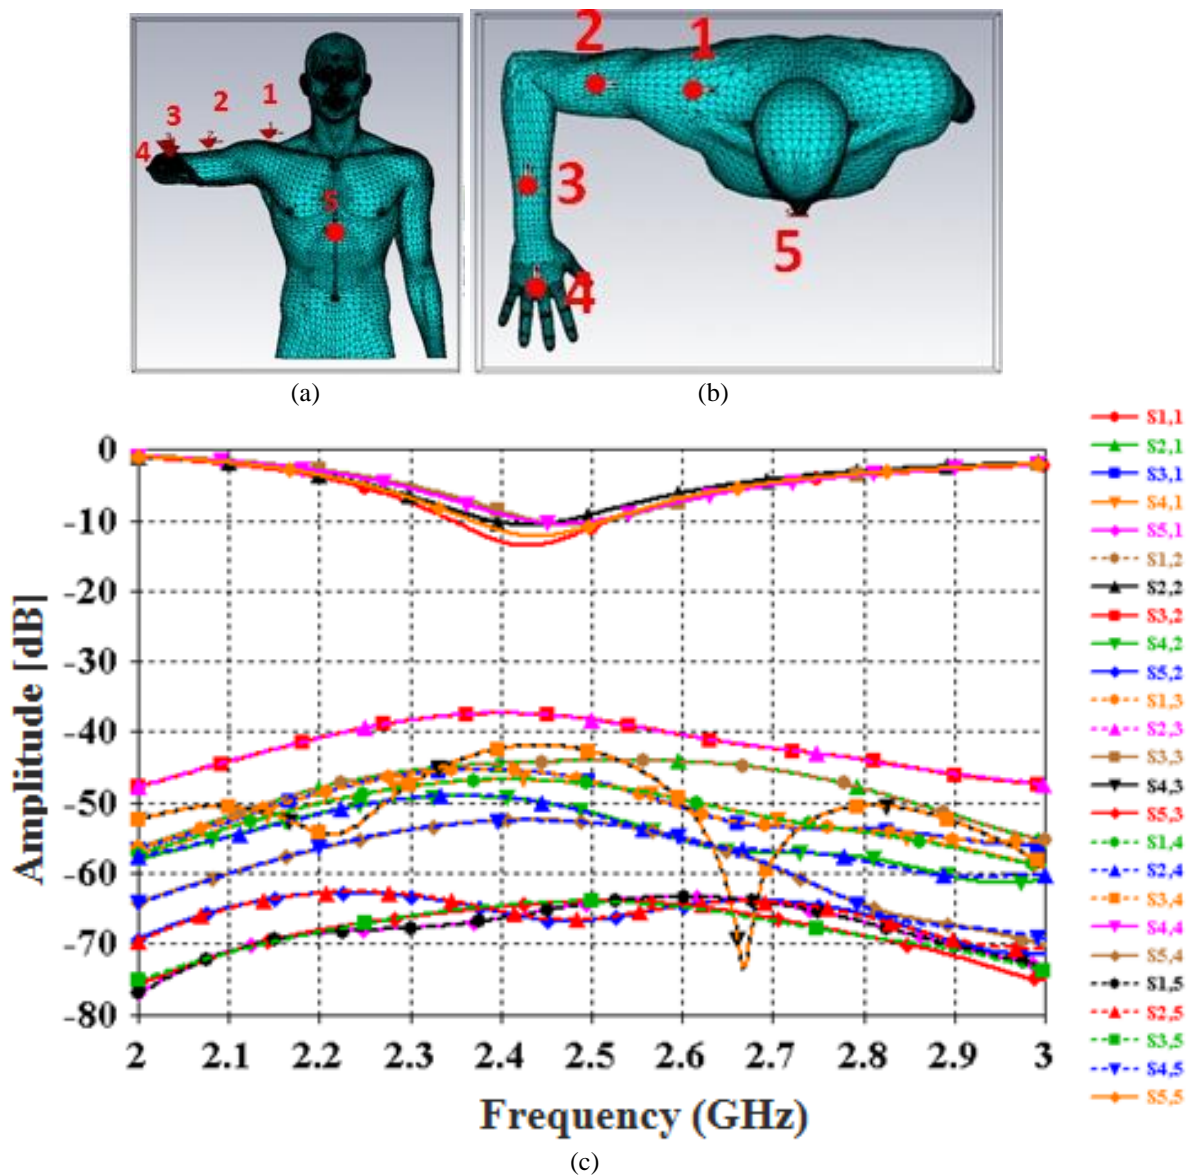 1
2
3
4
5
2
1
3
4
5
(a)
(b)
Amplitude [dB]
0
-10
-20
-30
-40
-50
-60
-70
-80
2
2.1
2.2
2.3
2.4
2.5
2.6
2.7
2.8
2.9
3
Frequency (GHz)
S1,1
S2,1
S3,1
S4,1
S5,1
S1,2
S2,2
S3,2
S4,2
S5,2
S1,3
S2,3
S3,3
S4,3
S5,3
S1,4
S2,4
S3,4
S4,4
S5,4
S1,5
S2,5
S3,5
S4,5
S5,5
(c)